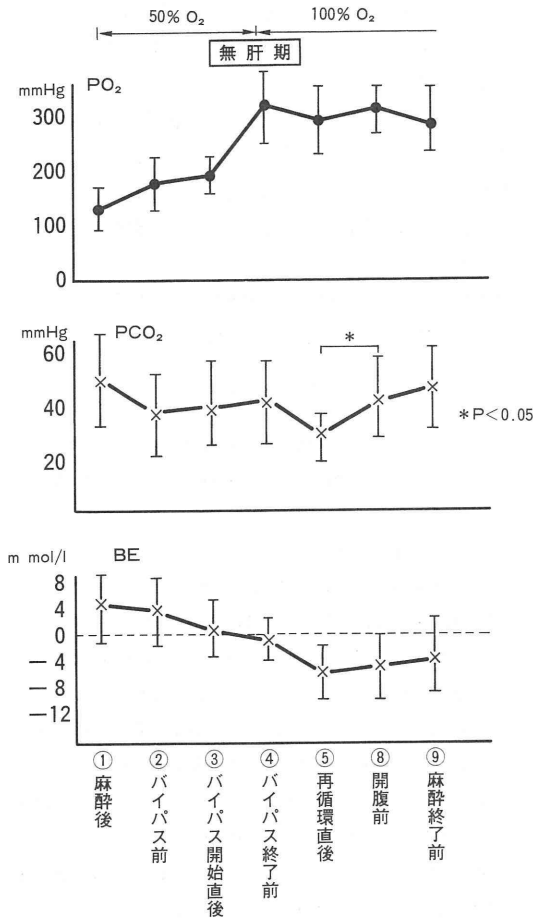 50% O₂ 100% O₂
無肝期
mmHg PO₂
300
200
100
0
mmHg PCO₂
60
40
20
*
*P<0.05
m mol/l BE
8
4
0
－4
－8
－12
①麻酔後
②バイパス前
③バイパス開始直後
④バイパス終了前
⑤再循環直後
⑧開腹前
⑨麻酔終了前